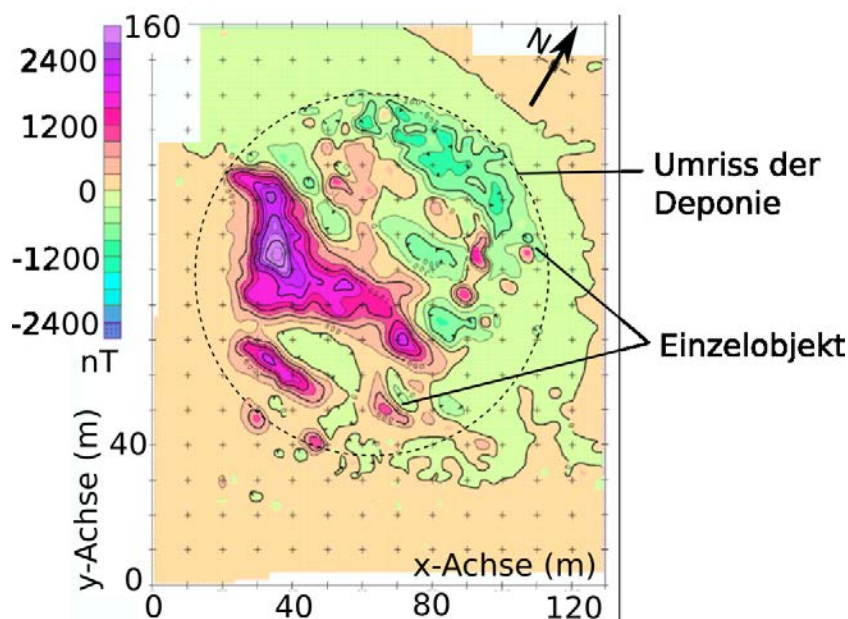 160
N
2400
1200
0
-1200
-2400
nT
Umriss der
Deponie
Einzelobjekt
y-Achse (m)
40
0
x-Achse (m)
0
40
80
120